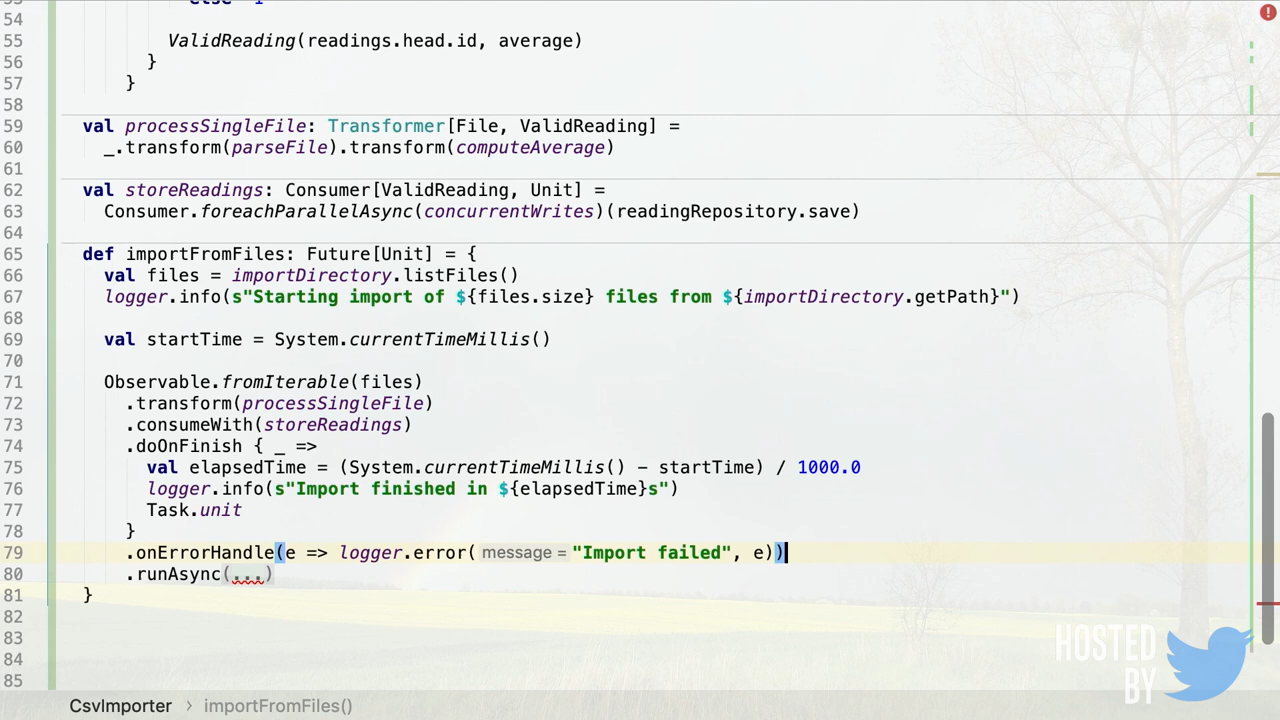 54
55 ValidReading(readings.head.id, average)
56 }
57 }
58
59 val processSingleFile: Transformer[File, ValidReading] =
60 _.transform(parseFile).transform(computeAverage)
61
62 val storeReadings: Consumer[ValidReading, Unit] =
63 Consumer.foreachParallelAsync(concurrentWrites)(readingRepository.save)
64
65 def importFromFiles: Future[Unit] = {
66 val files = importDirectory.listFiles()
67 logger.info(s"Starting import of ${files.size} files from ${importDirectory.getPath}")
68
69 val startTime = System.currentTimeMillis()
70
71 Observable.fromIterable(files)
72 .transform(processSingleFile)
73 .consumeWith(storeReadings)
74 .doOnFinish { _ =>
75 val elapsedTime = (System.currentTimeMillis() - startTime) / 1000.0
76 logger.info(s"Import finished in ${elapsedTime}s")
77 Task.unit
78 }
79 .onErrorHandle(e => logger.error( message = "Import failed", e))
80 .runAsync(...)
81 }
82
83
84
85
HOSTED
BY
CsvImporter › importFromFiles()